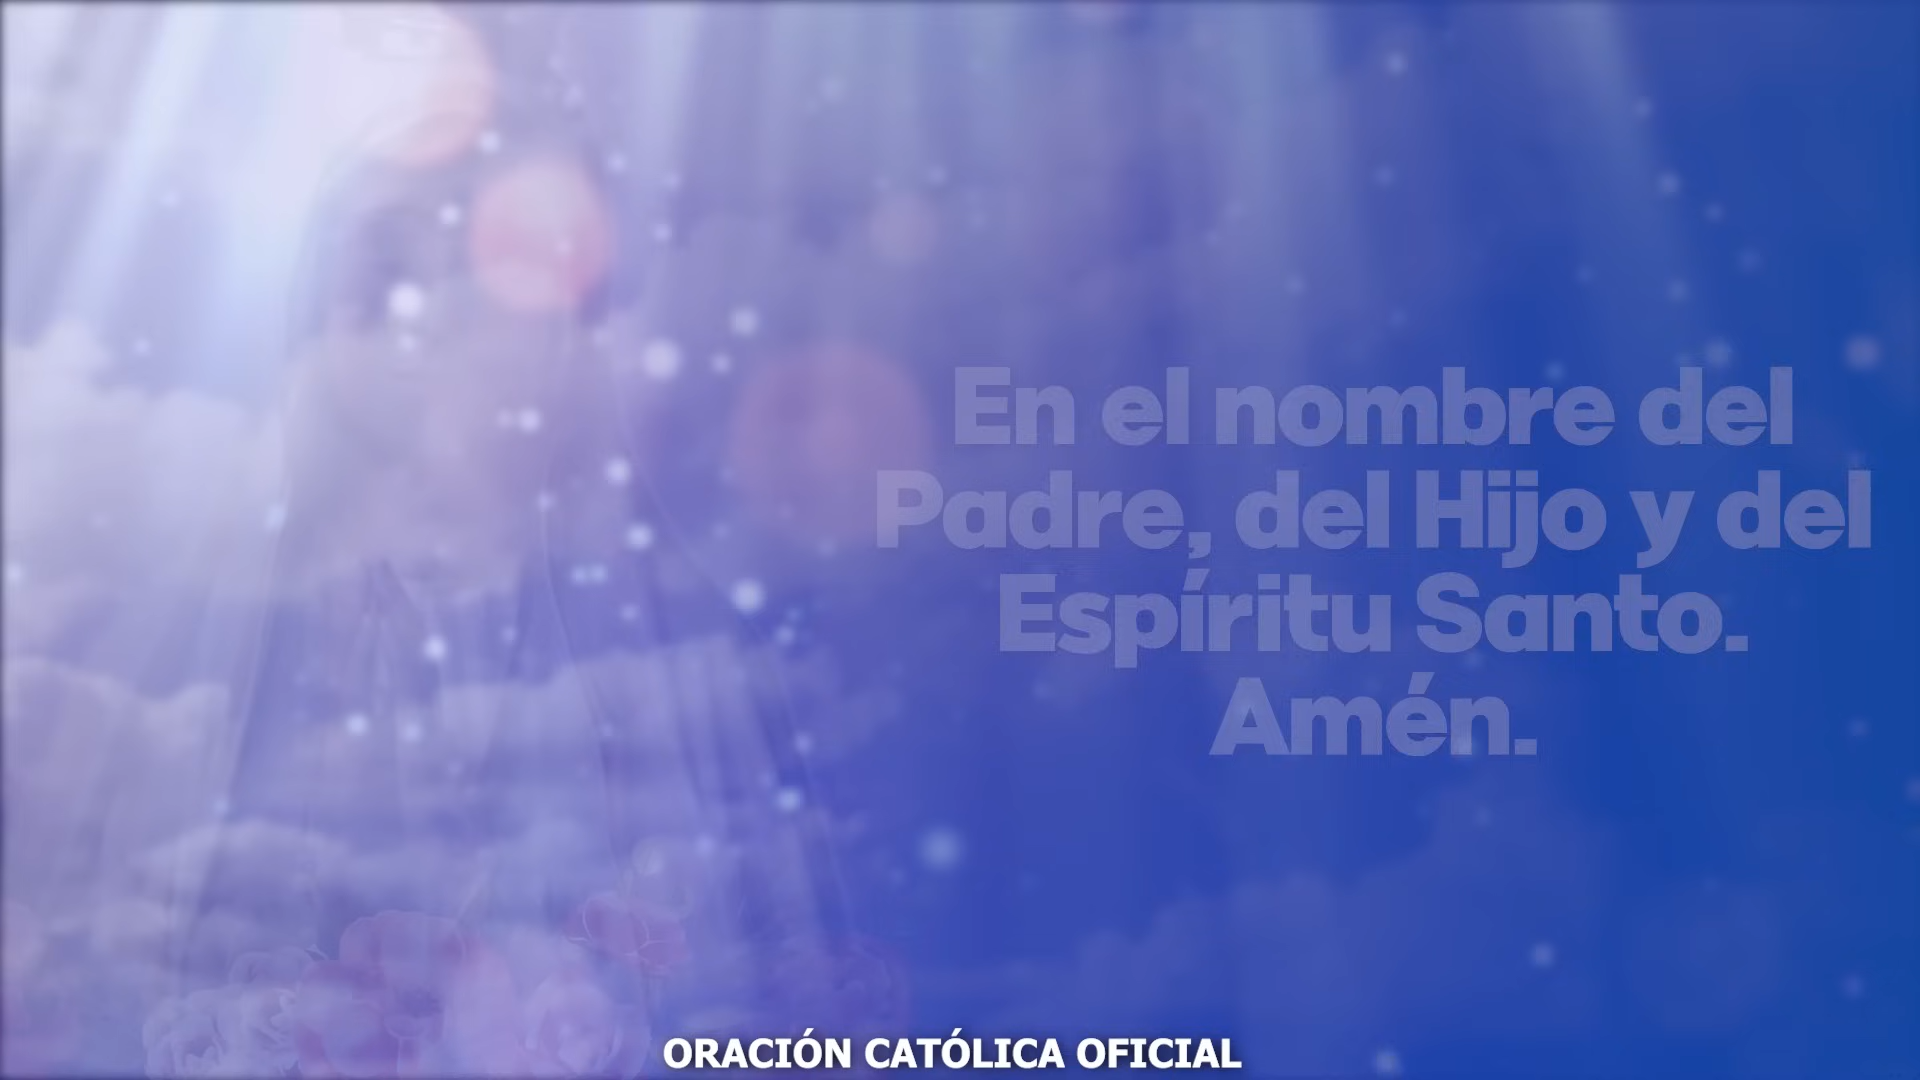 En el nombre del
Padre, del Hijo y del
Espíritu Santo.
Amén.
ORACIÓN CATÓLICA OFICIAL